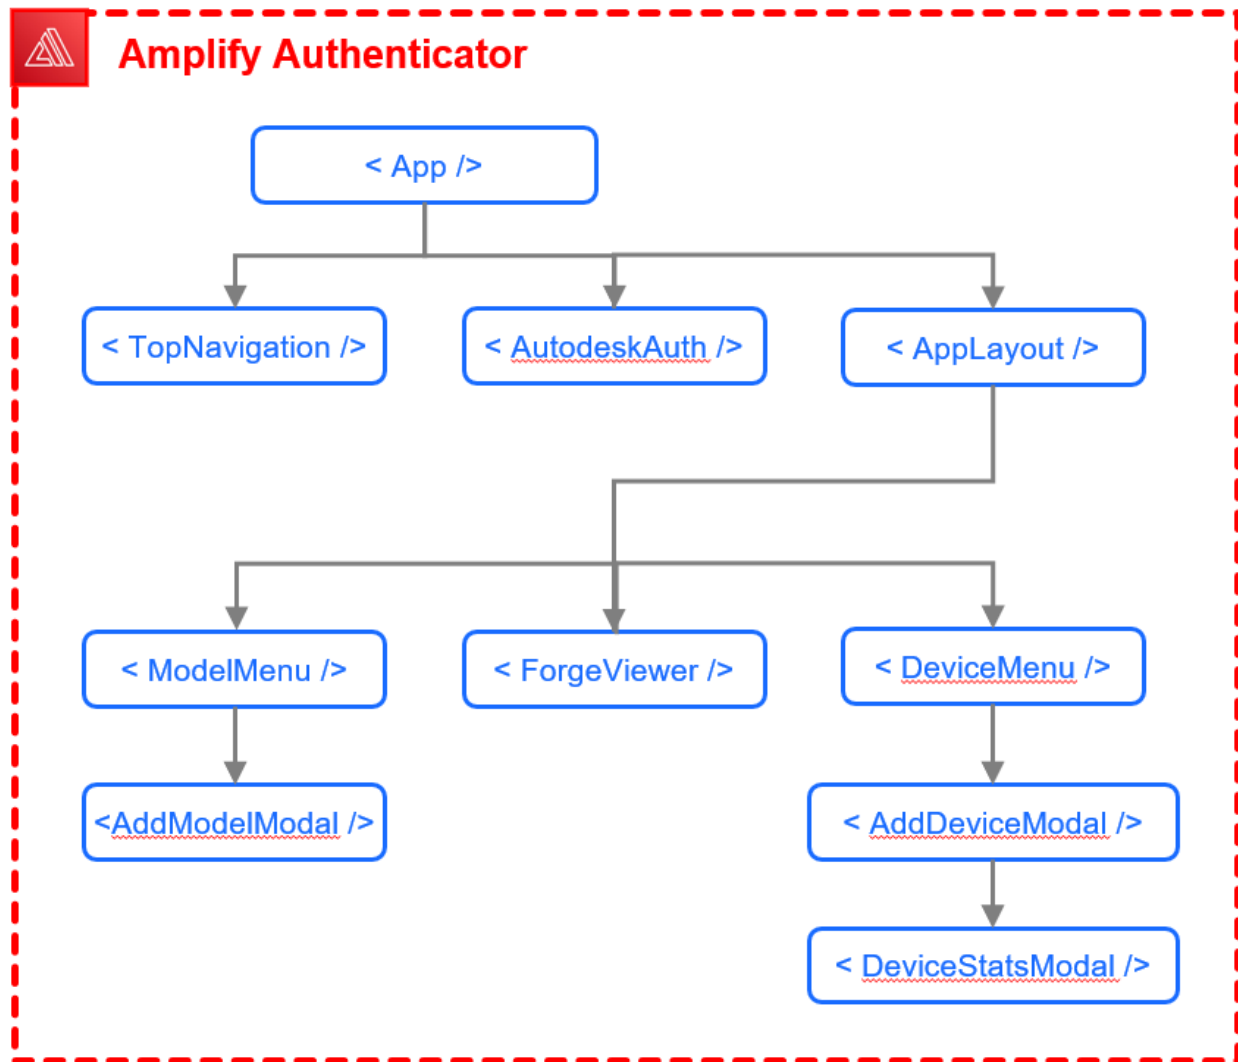 Amplify Authenticator
< App />
< TopNavigation />
< AutodeskAuth />
< AppLayout />
< ModelMenu />
< ForgeViewer />
< DeviceMenu />
<AddModelModal />
< AddDeviceModal />
< DeviceStatsModal />